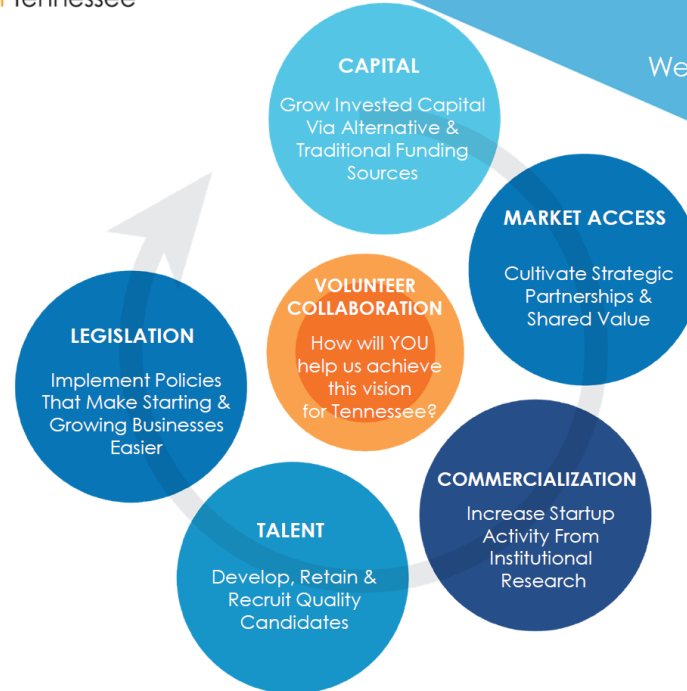 Tennessee
We
CAPITAL
Grow Invested Capital
Via Alternative &
Traditional Funding
Sources
MARKET ACCESS
Cultivate Strategic
Partnerships &
Shared Value
VOLUNTEER
COLLABORATION
How will YOU
help us achieve
this vision
for Tennessee?
LEGISLATION
Implement Policies
That Make Starting &
Growing Businesses
Easier
COMMERCIALIZATION
Increase Startup
Activity From
Institutional
Research
TALENT
Develop, Retain &
Recruit Quality
Candidates